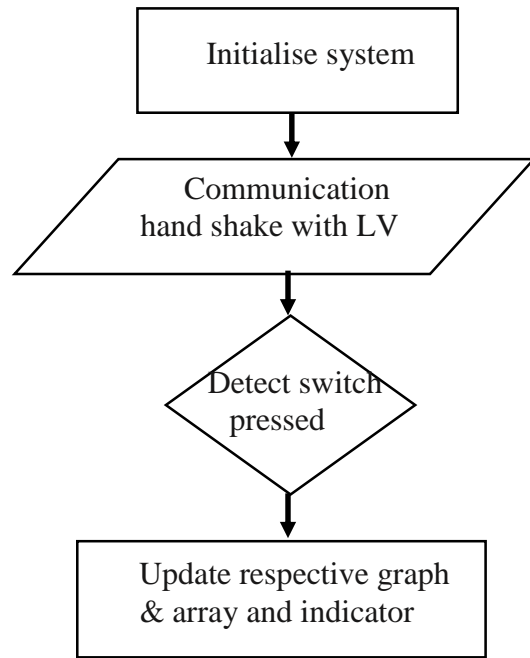 Initialise system
Communication
hand shake with LV
Detect switch
pressed
Update respective graph
& array and indicator